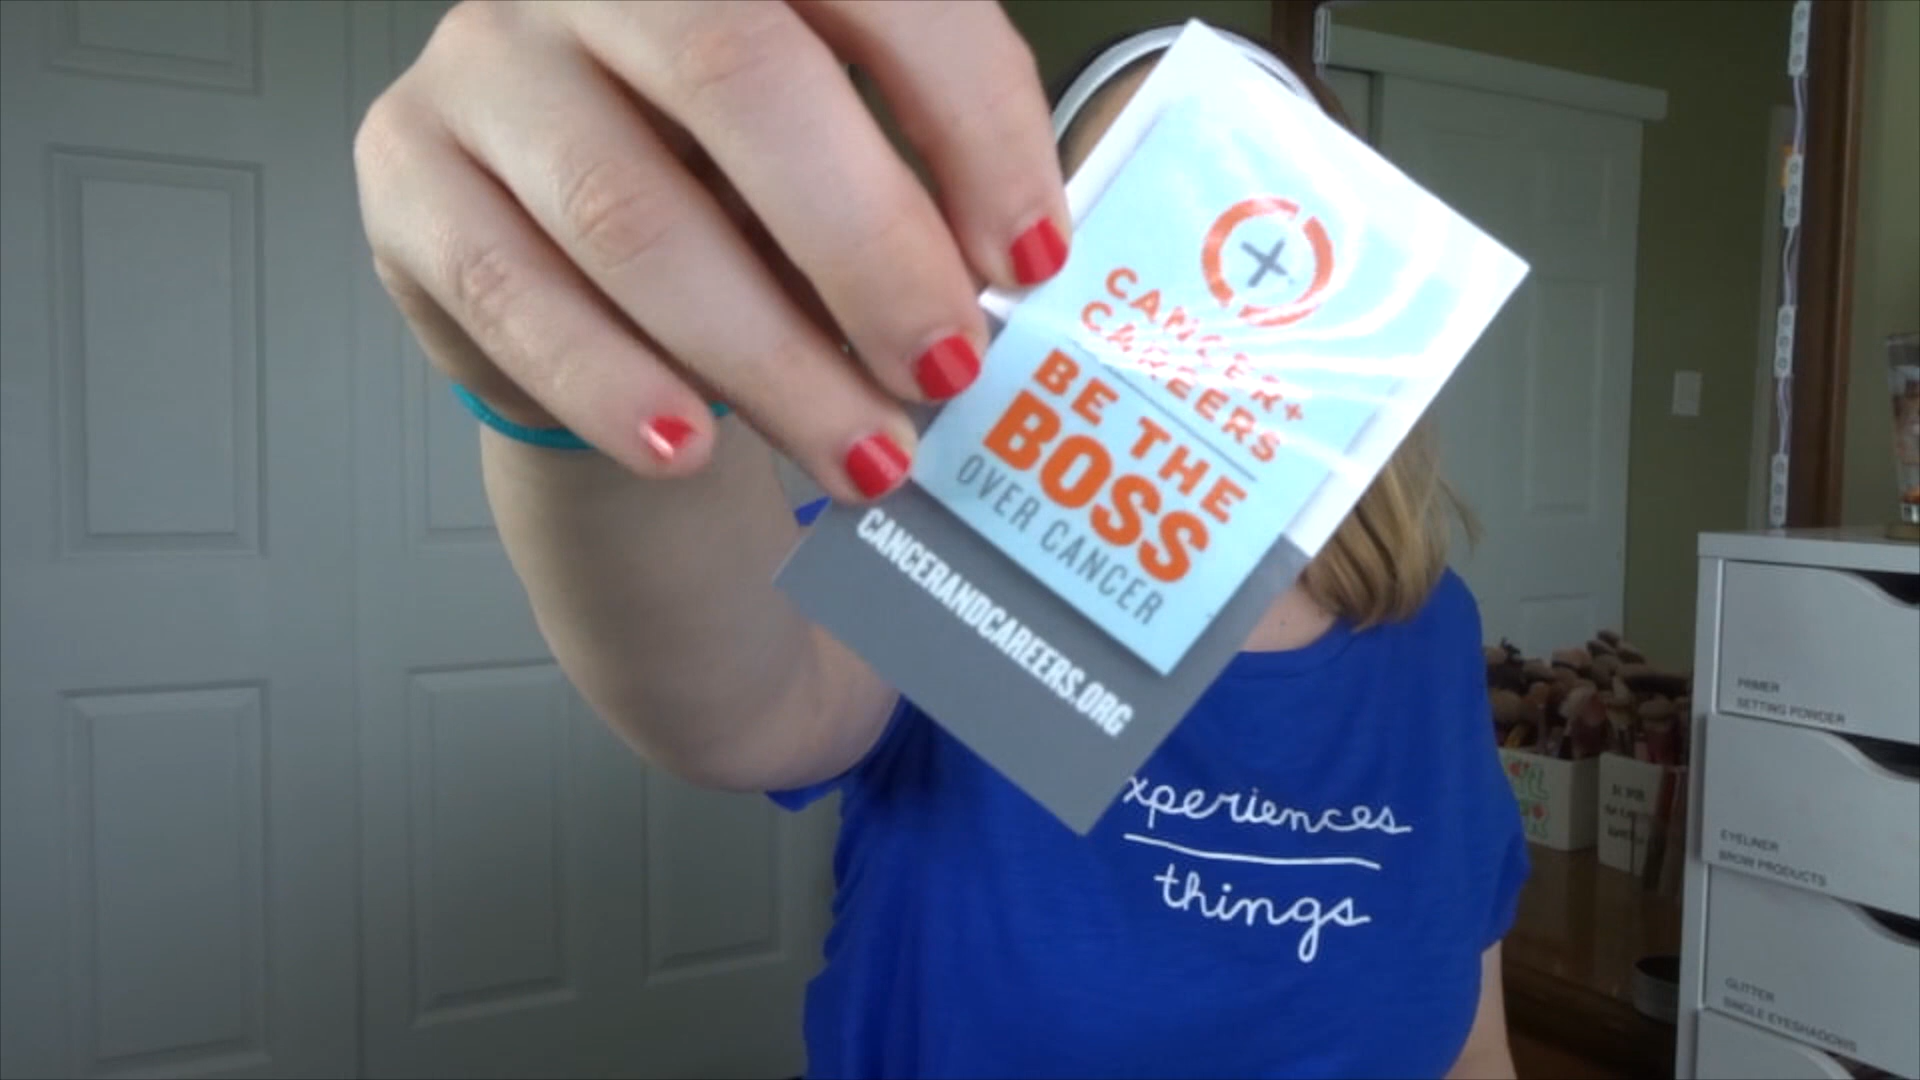 CANCER+
CAREERS
BE THE
BOSS
OVER CANCER
CANCERANDCAREERS.ORG
xperiences
things
PRIMER
SETTING POWDER
EYELINER
BROW PRODUCTS
GLITTER
SINGLE EYESHADOWS